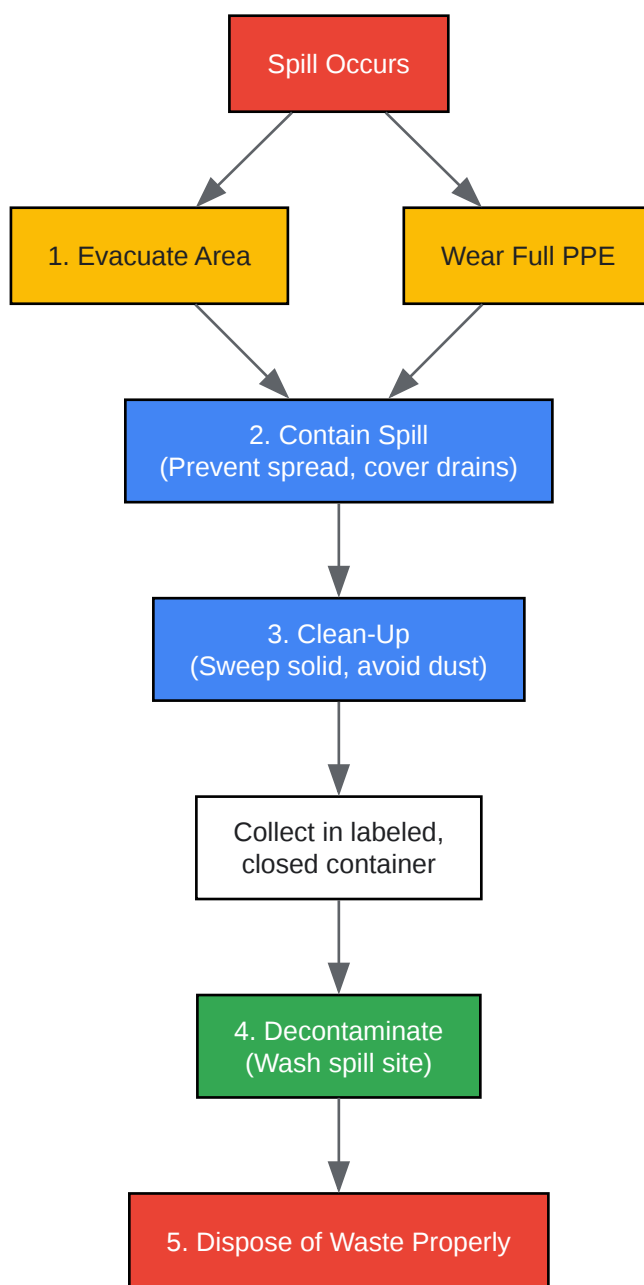 Spill Occurs
1. Evacuate Area
Wear Full PPE
2. Contain Spill
(Prevent spread, cover drains)
3. Clean-Up
(Sweep solid, avoid dust)
Collect in labeled,
closed container
4. Decontaminate
(Wash spill site)
5. Dispose of Waste Properly